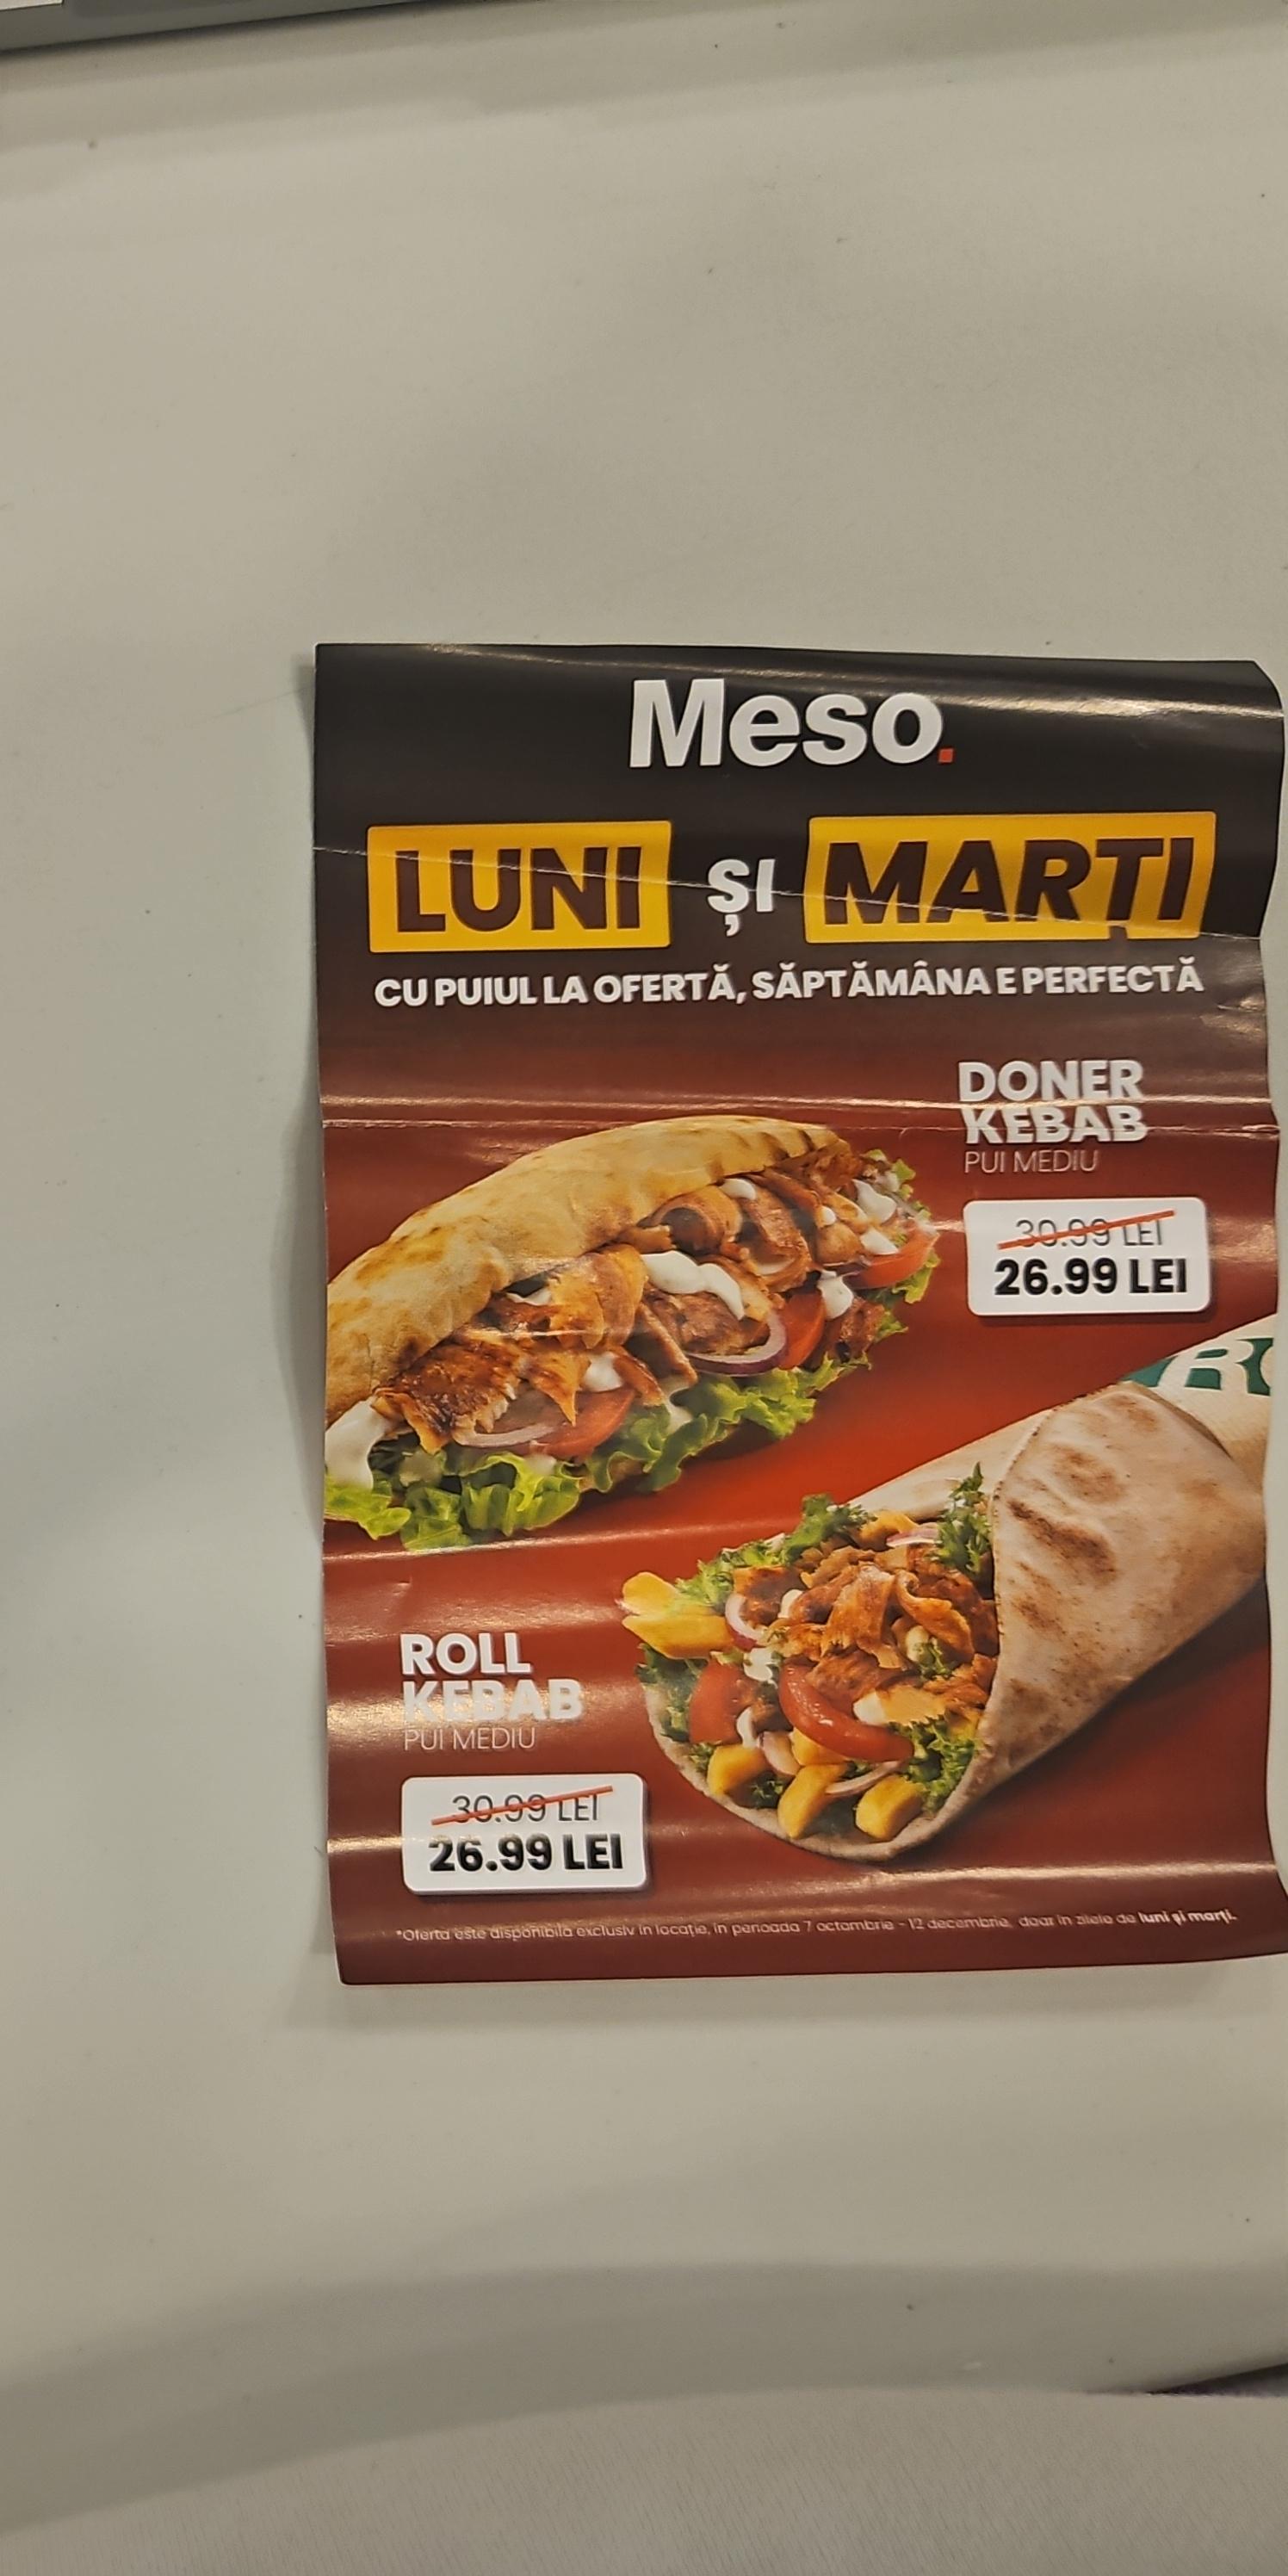 Meso.
LUNI ȘI MARȚI
CU PUIUL LA OFERTĂ, SĂPTĂMÂNA E PERFECTĂ
DONER
KEBAB
PUI MEDIU
30.99 LEI
26.99 LEI
ROLL
KEBAB
PUI MEDIU
30.99 LEI
26.99 LEI
*Oferta este disponibilă exclusiv în locație, în perioada 7 octombrie - 12 decembrie, doar în zilele de luni și marți.